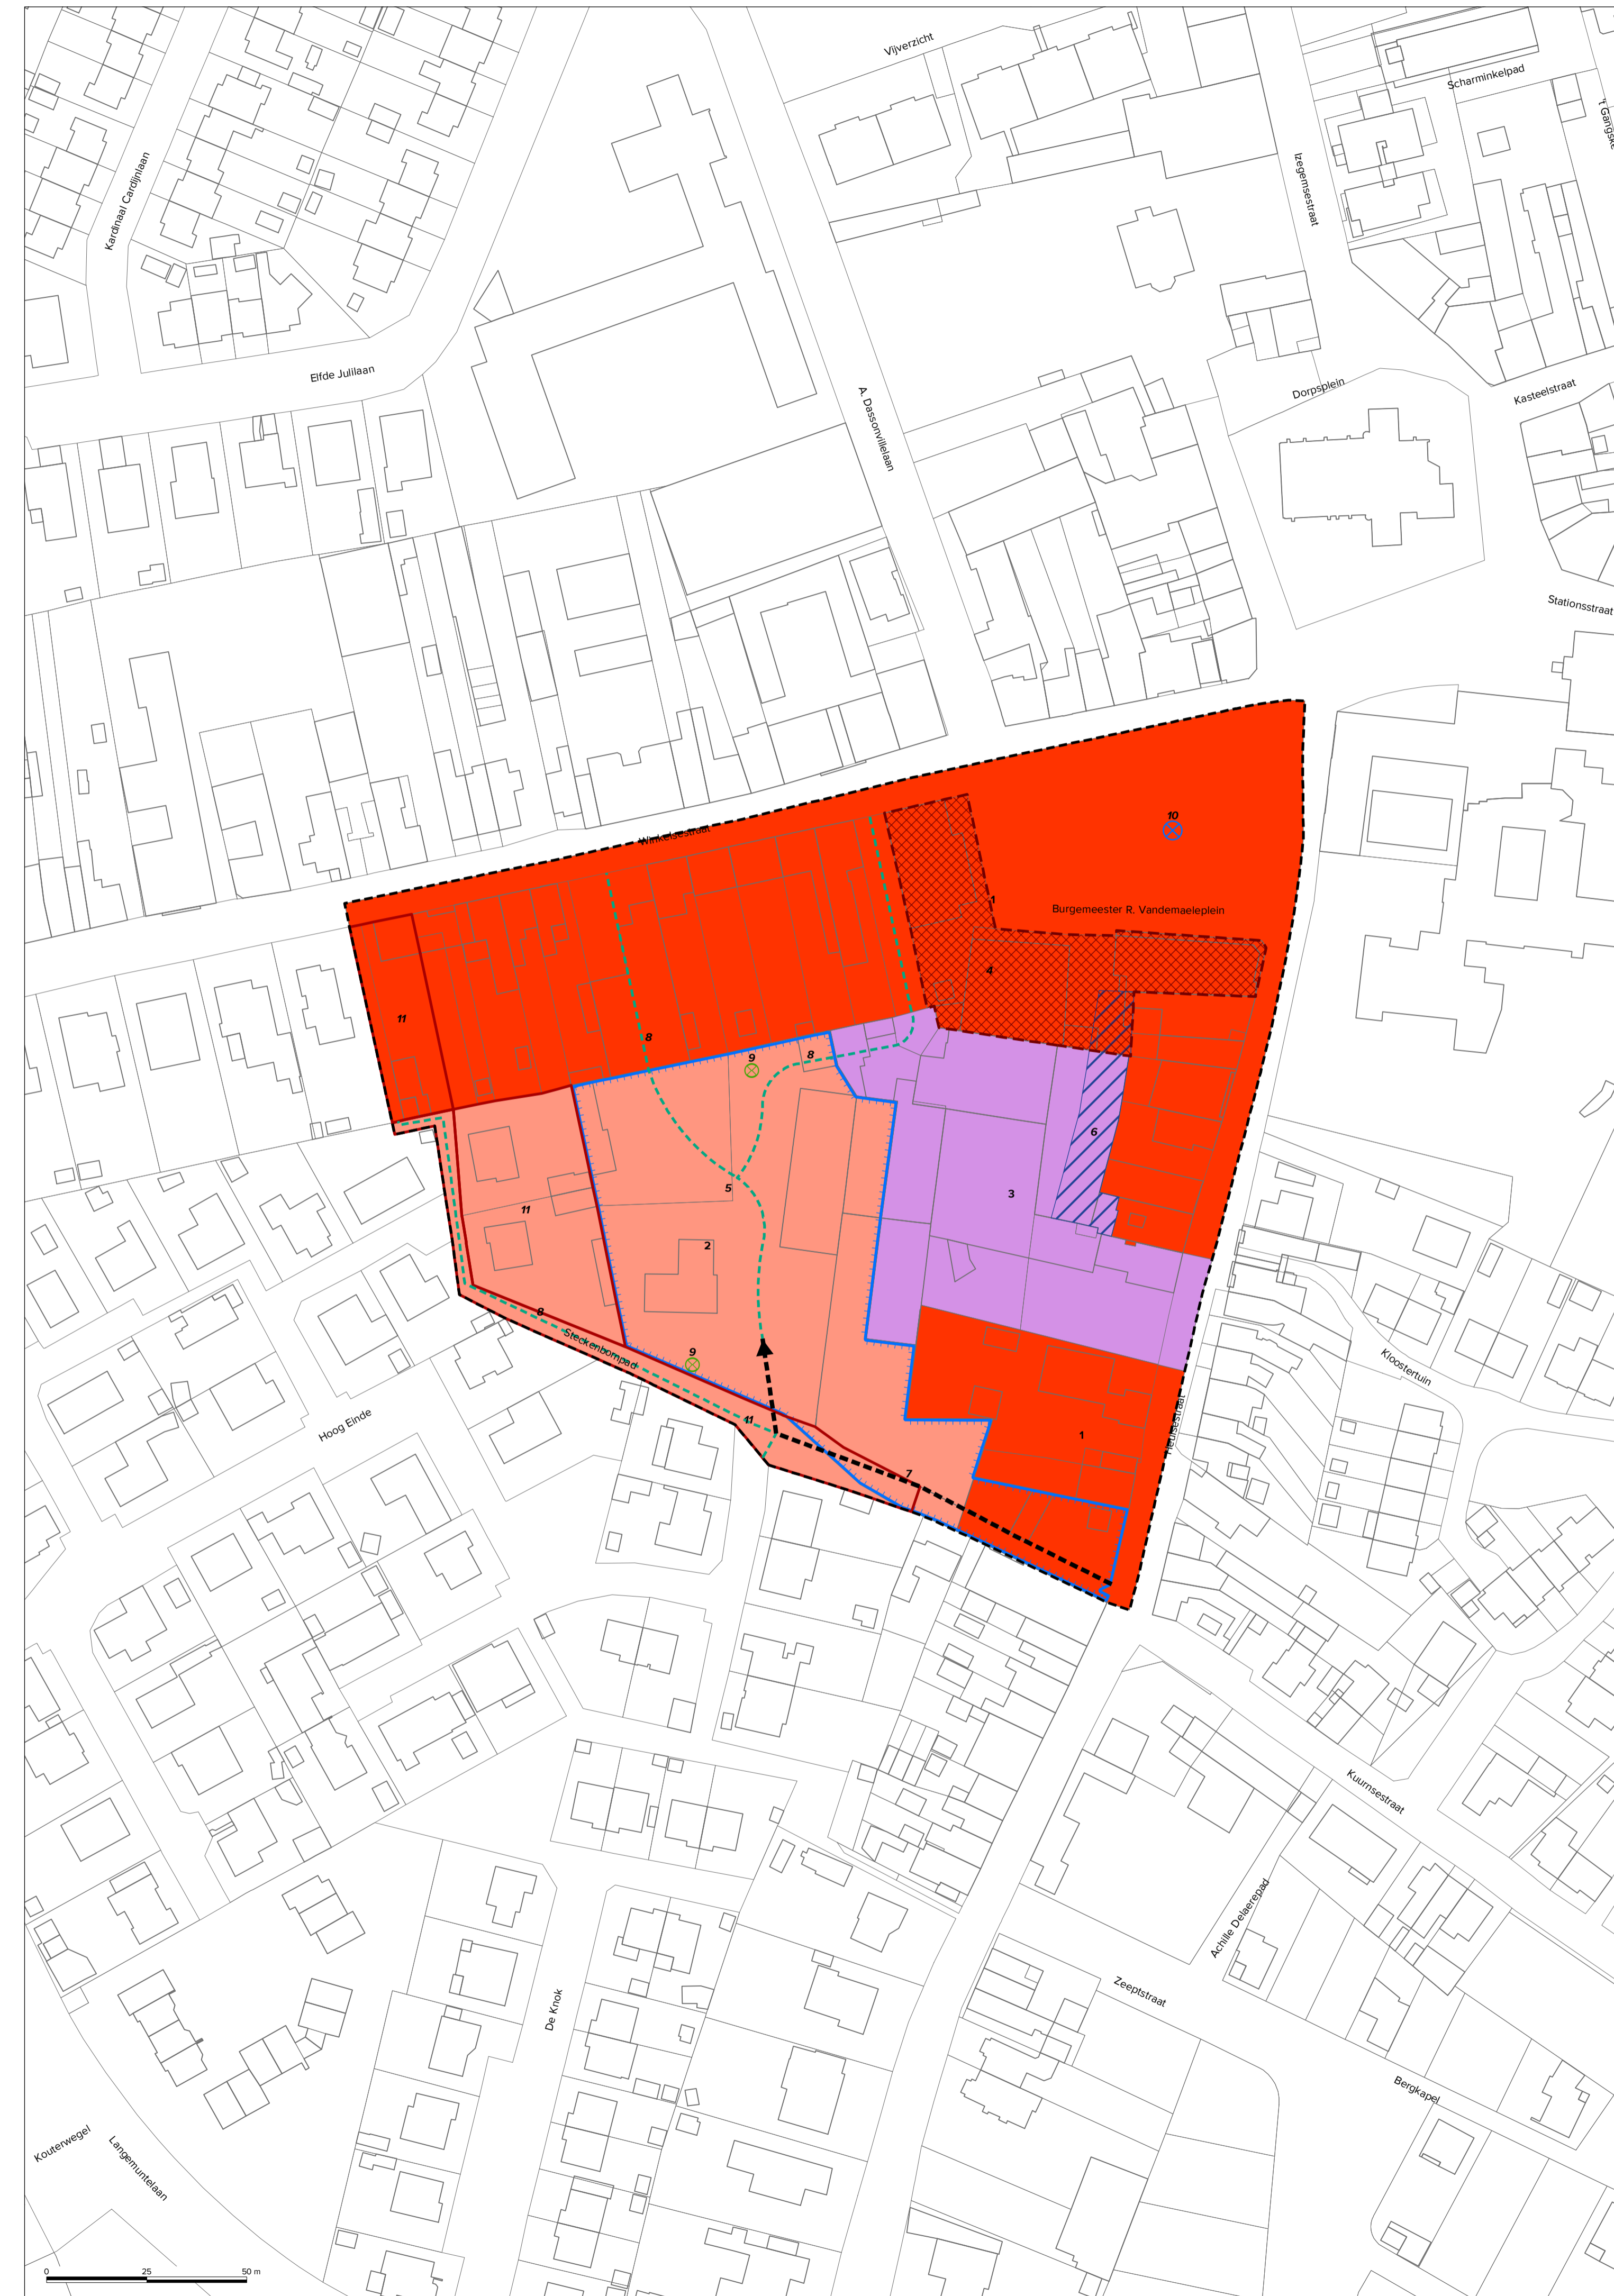 Vijverzicht
Scharminkelpad
Kardinaal Cardijnlaan
Izegemsestraat
Elfde Julilaan
Dorpsplein
Kasteelstraat
A. Dassonvillelaan
Stationsstraat
10
Winkelsestraat
1
Burgemeester R. Vandemaeleplein
4
11
8
9
8
6
5
3
11
2
8
Steckenbompad
9
Kloostertuin
11
Hoog Einde
1
Heulsestraat
7
Kuurnsestraat
Achille Delaerepad
De Knok
Zeeptstraat
Bergkapel
Kouterwegel
Langemuntelaan
0 25 50 m